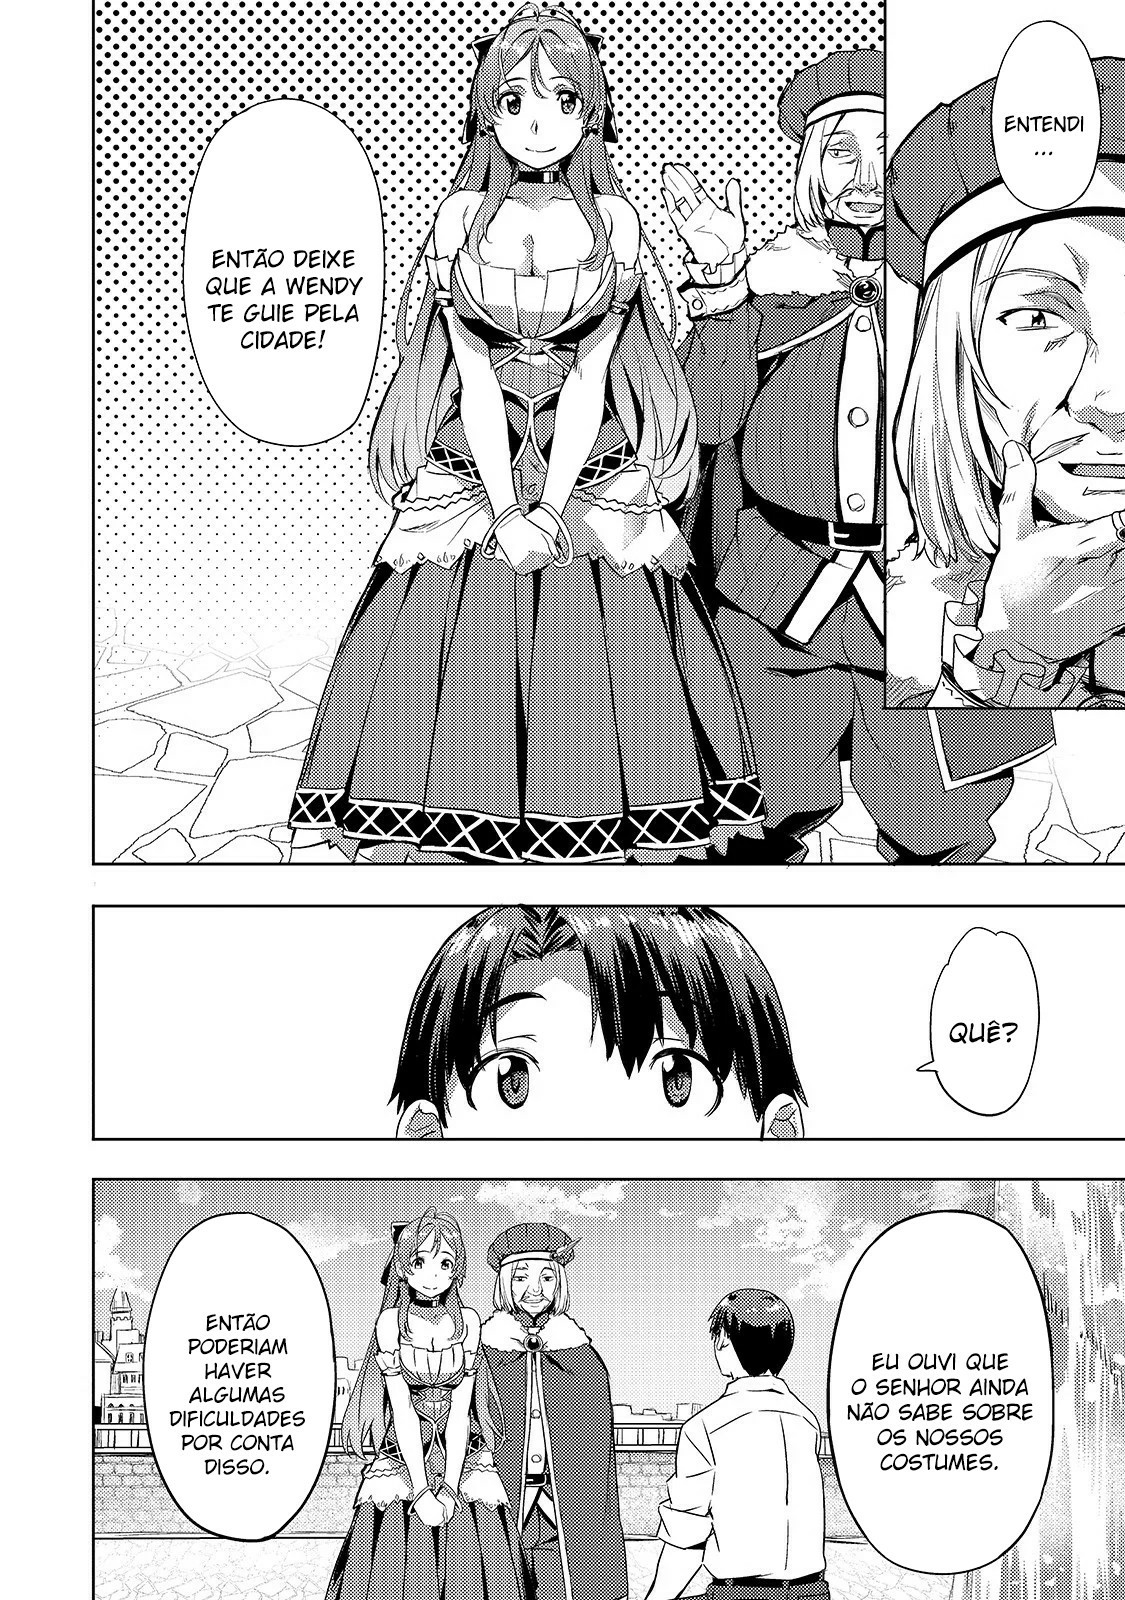 ENTENDI
...
ENTÃO DEIXE
QUE A WENDY
TE GUIE PELA
CIDADE!
QUÊ?
EU OUVI QUE
O SENHOR AINDA
NÃO SABE SOBRE
OS NOSSOS
COSTUMES.
ENTÃO
PODERIAM
HAVER
ALGUMAS
DIFICULDADES
POR CONTA
DISSO.